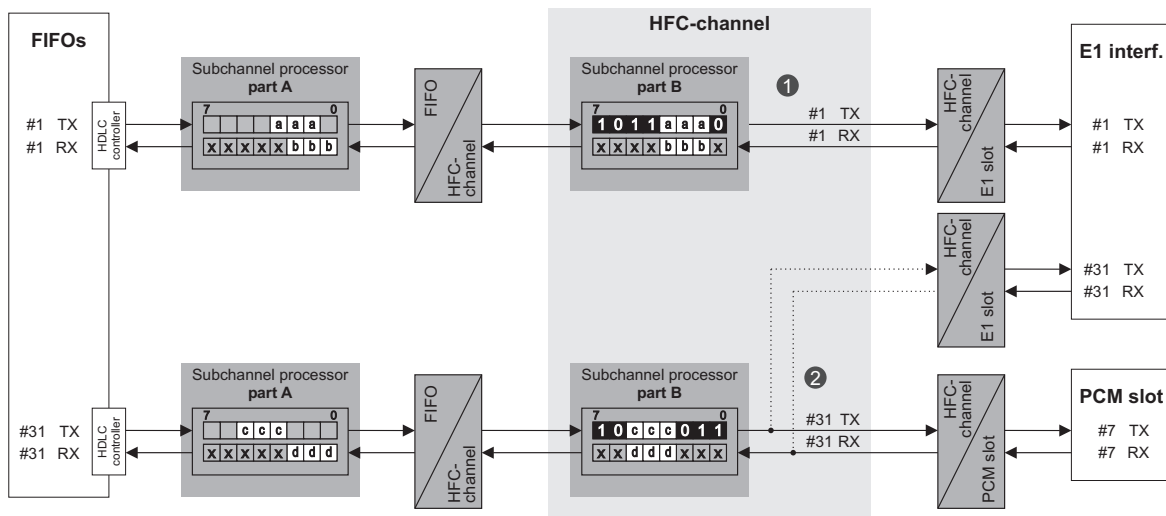 FIFOs
HFC-channel
E1 interf.
Subchannel processor
part A
7 0
a a a
x x x x x b b b
Subchannel processor
part B
7 0
1 0 1 1 a a a 0
x x x x b b b x
#1 TX
#1 RX
HDLC
controller
FIFO
HFC-
channel
1
#1 TX
#1 RX
HFC-
channel
E1 slot
#1 TX
#1 RX
HFC-
channel
E1 slot
#31 TX
#31 RX
Subchannel processor
part A
7 0
c c c
x x x x x d d d
Subchannel processor
part B
7 0
1 0 c c c 0 1 1
x x d d d x x x
2
#31 TX
#31 RX
HDLC
controller
FIFO
HFC-
channel
#31 TX
#31 RX
HFC-
channel
PCM slot
PCM slot
#7 TX
#7 RX